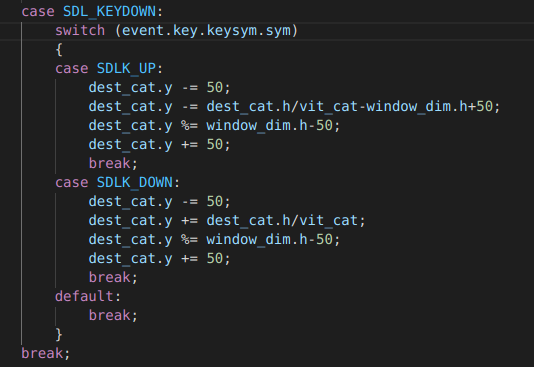 case SDL_KEYDOWN:
switch (event.key.keysym.sym)
{
case SDLK_UP:
dest_cat.y -= 50;
dest_cat.y -= dest_cat.h/vit_cat-window_dim.h+50;
dest_cat.y %= window_dim.h-50;
dest_cat.y += 50;
break;
case SDLK_DOWN:
dest_cat.y -= 50;
dest_cat.y += dest_cat.h/vit_cat;
dest_cat.y %= window_dim.h-50;
dest_cat.y += 50;
break;
default:
break;
}
break;